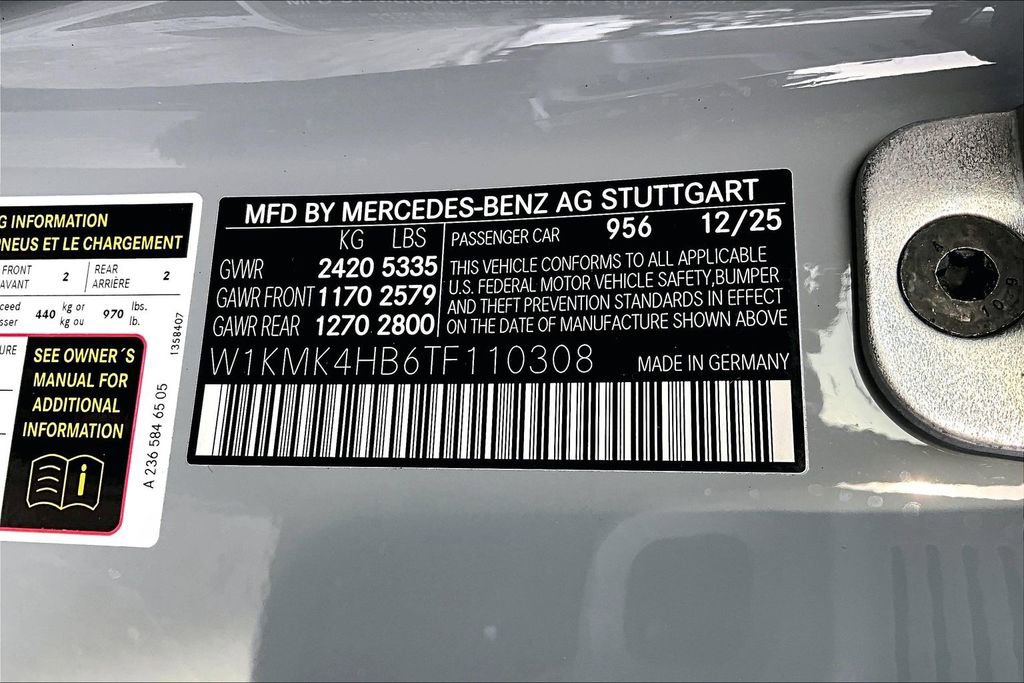 G INFORMATION
PNEUS ET LE CHARGEMENT
FRONT
AVANT
2
REAR
ARRIÈRE
2
440
kg or
kg ou
970
lbs.
lb.
SEE OWNER´S
MANUAL FOR
ADDITIONAL
INFORMATION
i
1358407
A 236 584 65 05
MFD BY MERCEDES-BENZ AG STUTTGART
KG LBS
GVWR 2420 5335
GAWR FRONT 1170 2579
GAWR REAR 1270 2800
PASSENGER CAR 956 12/25
THIS VEHICLE CONFORMS TO ALL APPLICABLE
U.S. FEDERAL MOTOR VEHICLE SAFETY,BUMPER
AND THEFT PREVENTION STANDARDS IN EFFECT
ON THE DATE OF MANUFACTURE SHOWN ABOVE
W1KMK4HB6TF110308 MADE IN GERMANY
10.9